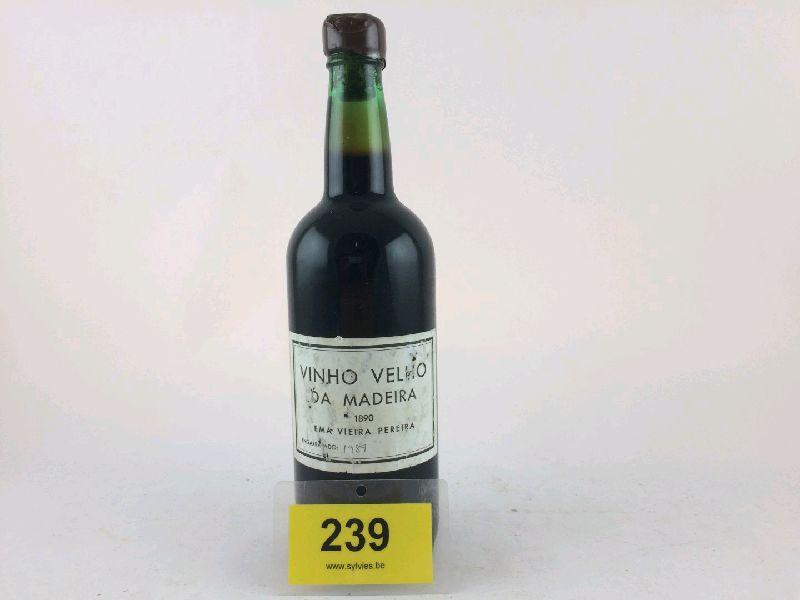 VINHO VELHO
DA MADEIRA
1890
EMA VIEIRA PEREIRA
239
www.sylvies.be